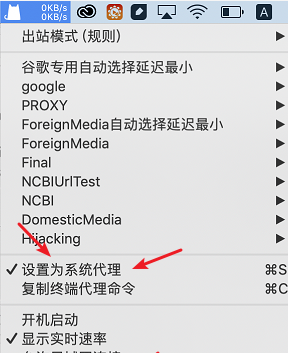 0KB/s
0KB/s
A
出站模式 (规则)
谷歌专用自动选择延迟最小
google
PROXY
ForeignMedia自动选择延迟最小
ForeignMedia
Final
NCBIUrlTest
NCBI
DomesticMedia
Hijacking
设置为系统代理 ⌘S
复制终端代理命令 ⌘C
开机启动
显示实时速率